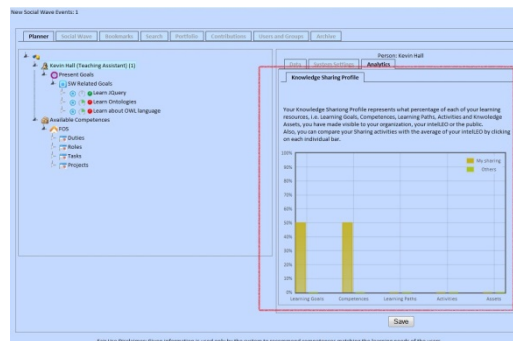 New Social Wave Events: 1
Planner
Social Wave
Bookmarks
Search
Portfolio
Contributions
Users and Groups
Archive
Kevin Hall (Teaching Assistant) (1)
Present Goals
SW Related Goals
Learn JQuery
Learn Ontologies
Learn about OWL language
Available Competences
FOS
Duties
Roles
Tasks
Projects
Person: Kevin Hall
Data
System Settings
Analytics
Knowledge Sharing Profile
Your Knowledge Sharing Profile represents what percentage of each of your learning
resources, i.e. Learning Goals, Competences, Learning Paths, Activities and Knowledge
Assets, you have made visible to your organization, your IntelLEO or the public.
Also, you can compare your Sharing activities with the average of your IntelLEO by clicking
on each individual bar.
100%
90%
80%
70%
60%
50%
40%
30%
20%
10%
0%
My sharing
Others
Learning Goals
Competences
Learning Paths
Activities
Assets
Save